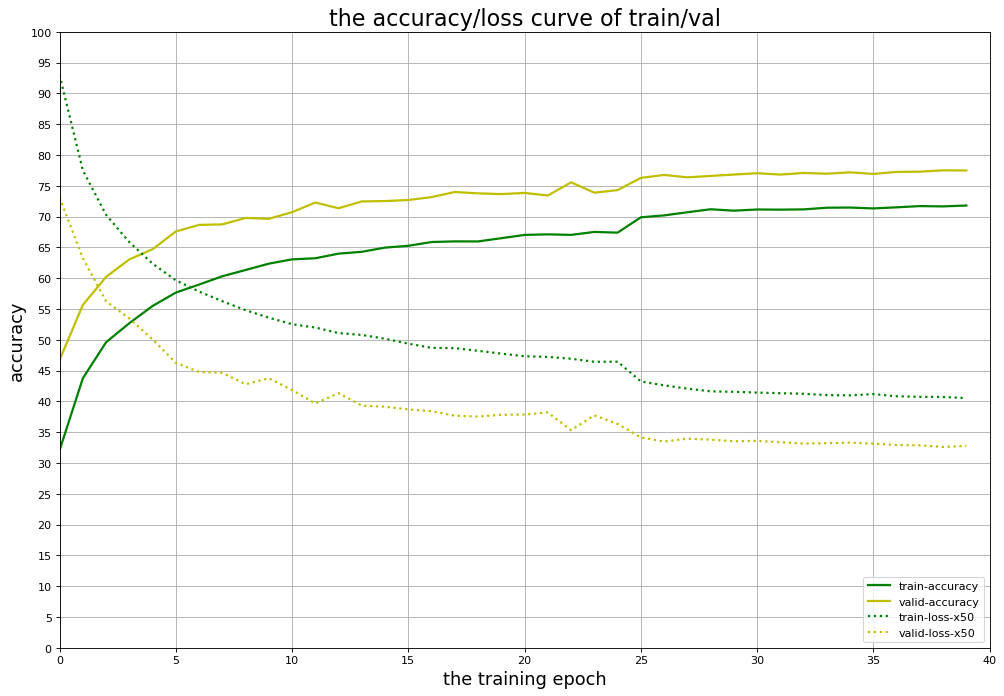 the accuracy/loss curve of train/val
100
95
90
85
80
75
70
65
60
55
50
45
40
35
30
25
20
15
10
5
0
accuracy
0 5 10 15 20 25 30 35 40
the training epoch
train-accuracy
valid-accuracy
train-loss-x50
valid-loss-x50